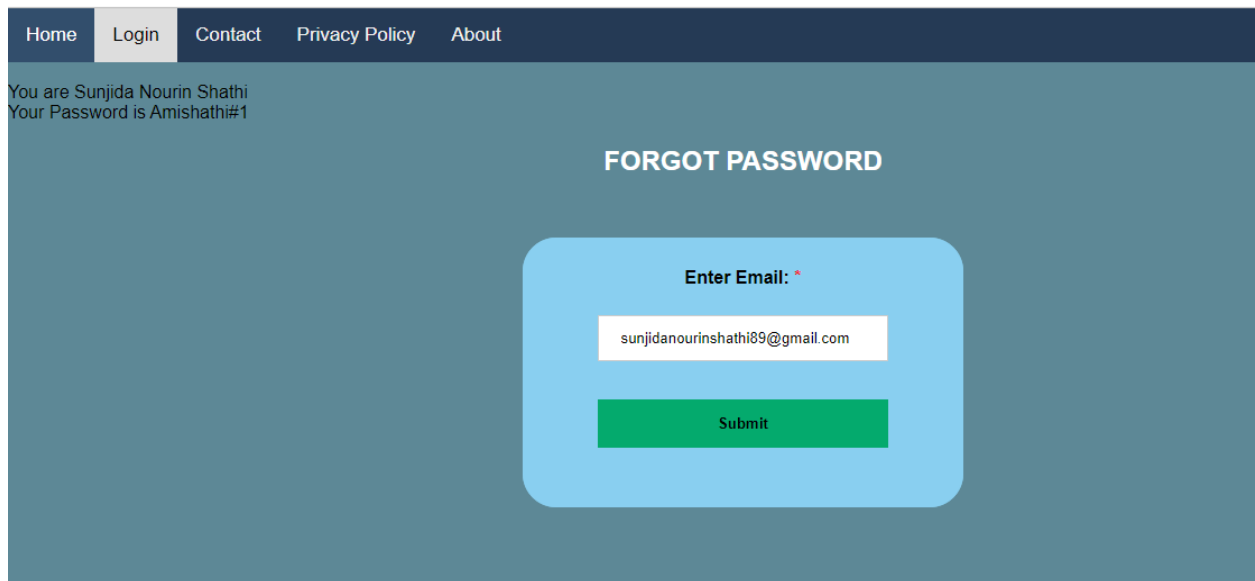 Home Login Contact Privacy Policy About
You are Sunjida Nourin Shathi
Your Password is Amishathi#1
FORGOT PASSWORD
Enter Email: *
sunjidanourinshathi89@gmail.com
Submit